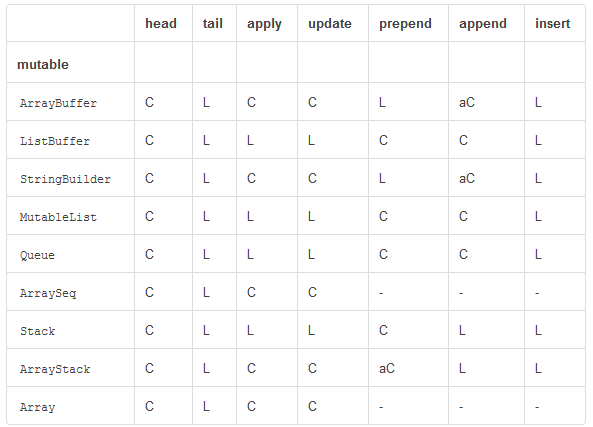 head tail apply update prepend append insert
mutable
ArrayBuffer C L C C L aC L
ListBuffer C L L L C C L
StringBuilder C L C C L aC L
MutableList C L L L C C L
Queue C L L L C C L
ArraySeq C L C C - - -
Stack C L L L C L L
ArrayStack C L C C aC L L
Array C L C C - - -